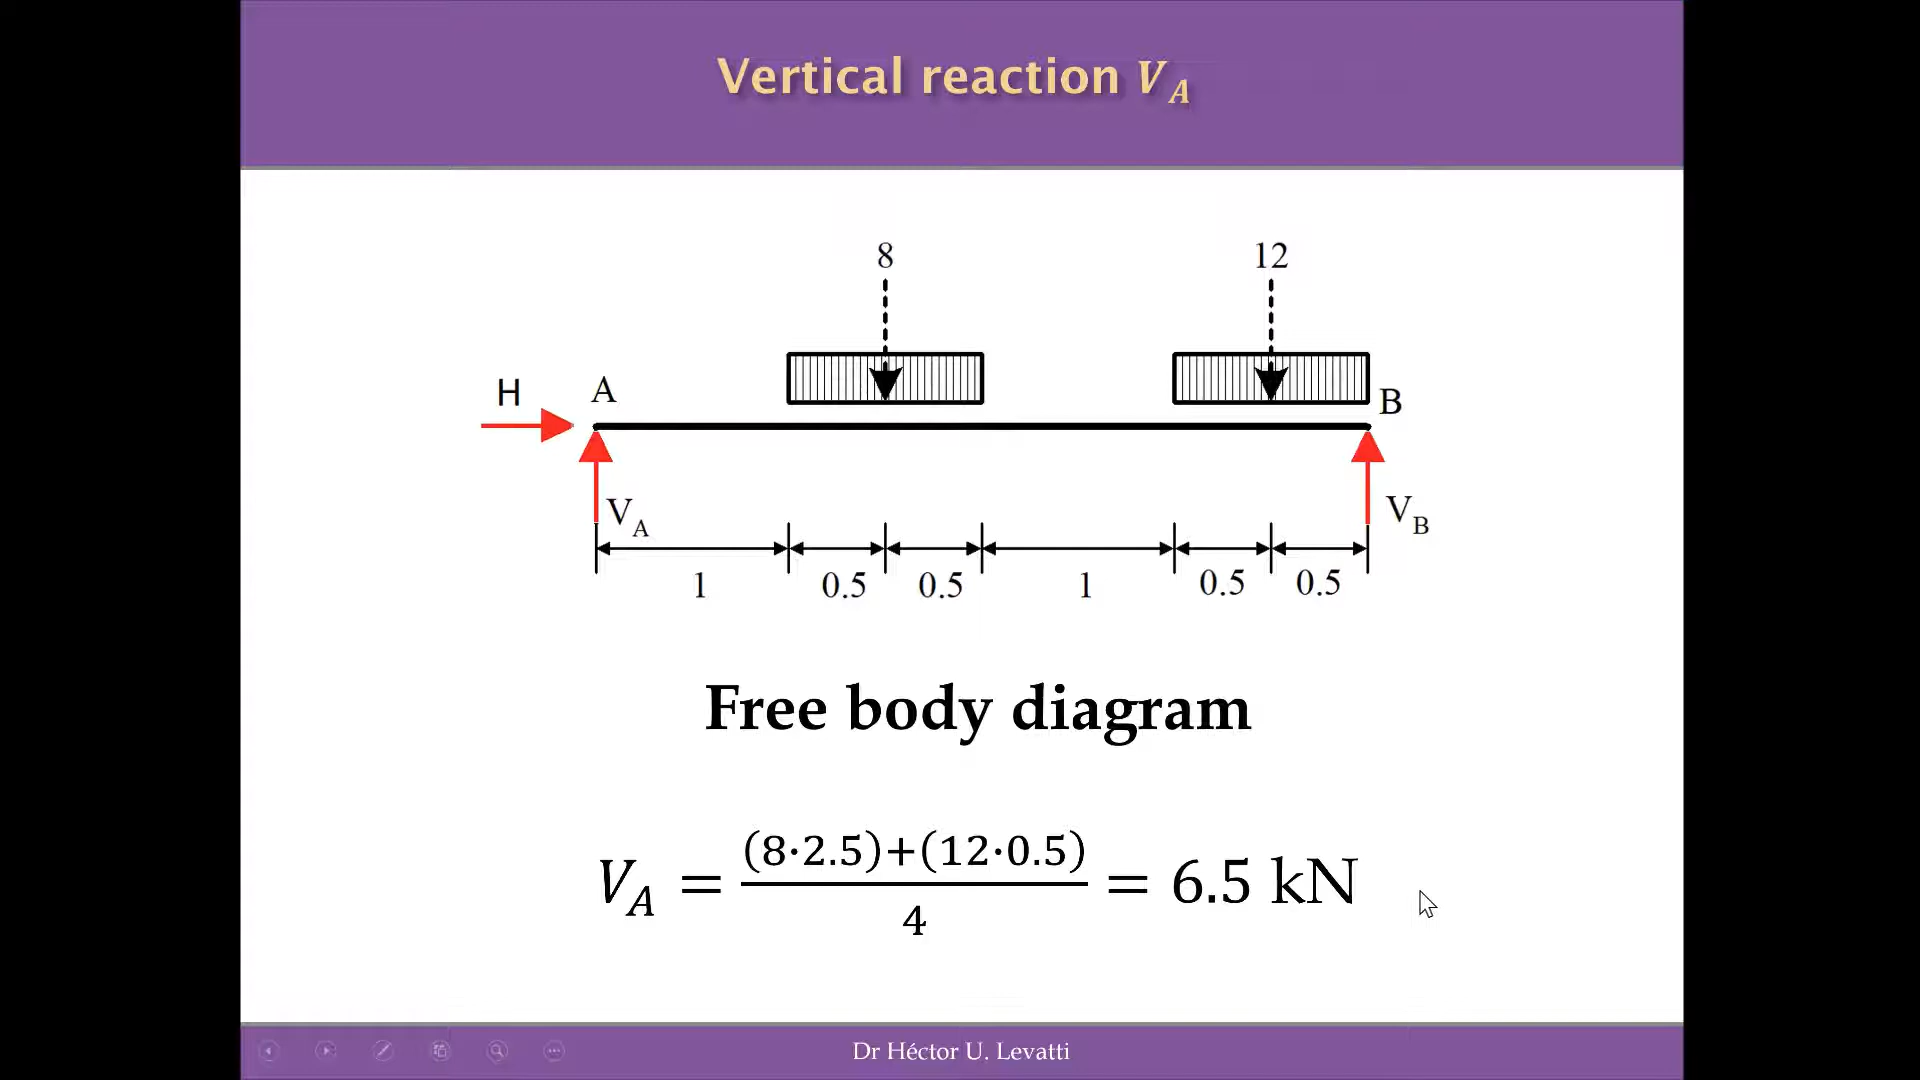 Vertical reaction V_A
8 12
H A B
V_A V_B
1 0.5 0.5 1 0.5 0.5
Free body diagram
V_A = \frac{(8·2.5)+(12·0.5)}{4} = 6.5 kN
Dr Héctor U. Levatti